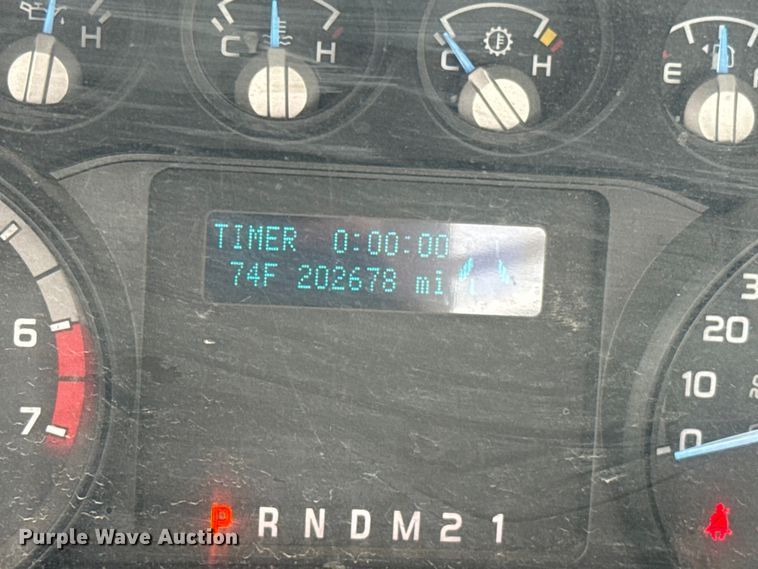 H
C H
C H
E F
TIMER 0:00:00
74F 202678 mi
6
7
30
20
10
0
P R N D M 2 1
Purple Wave Auction